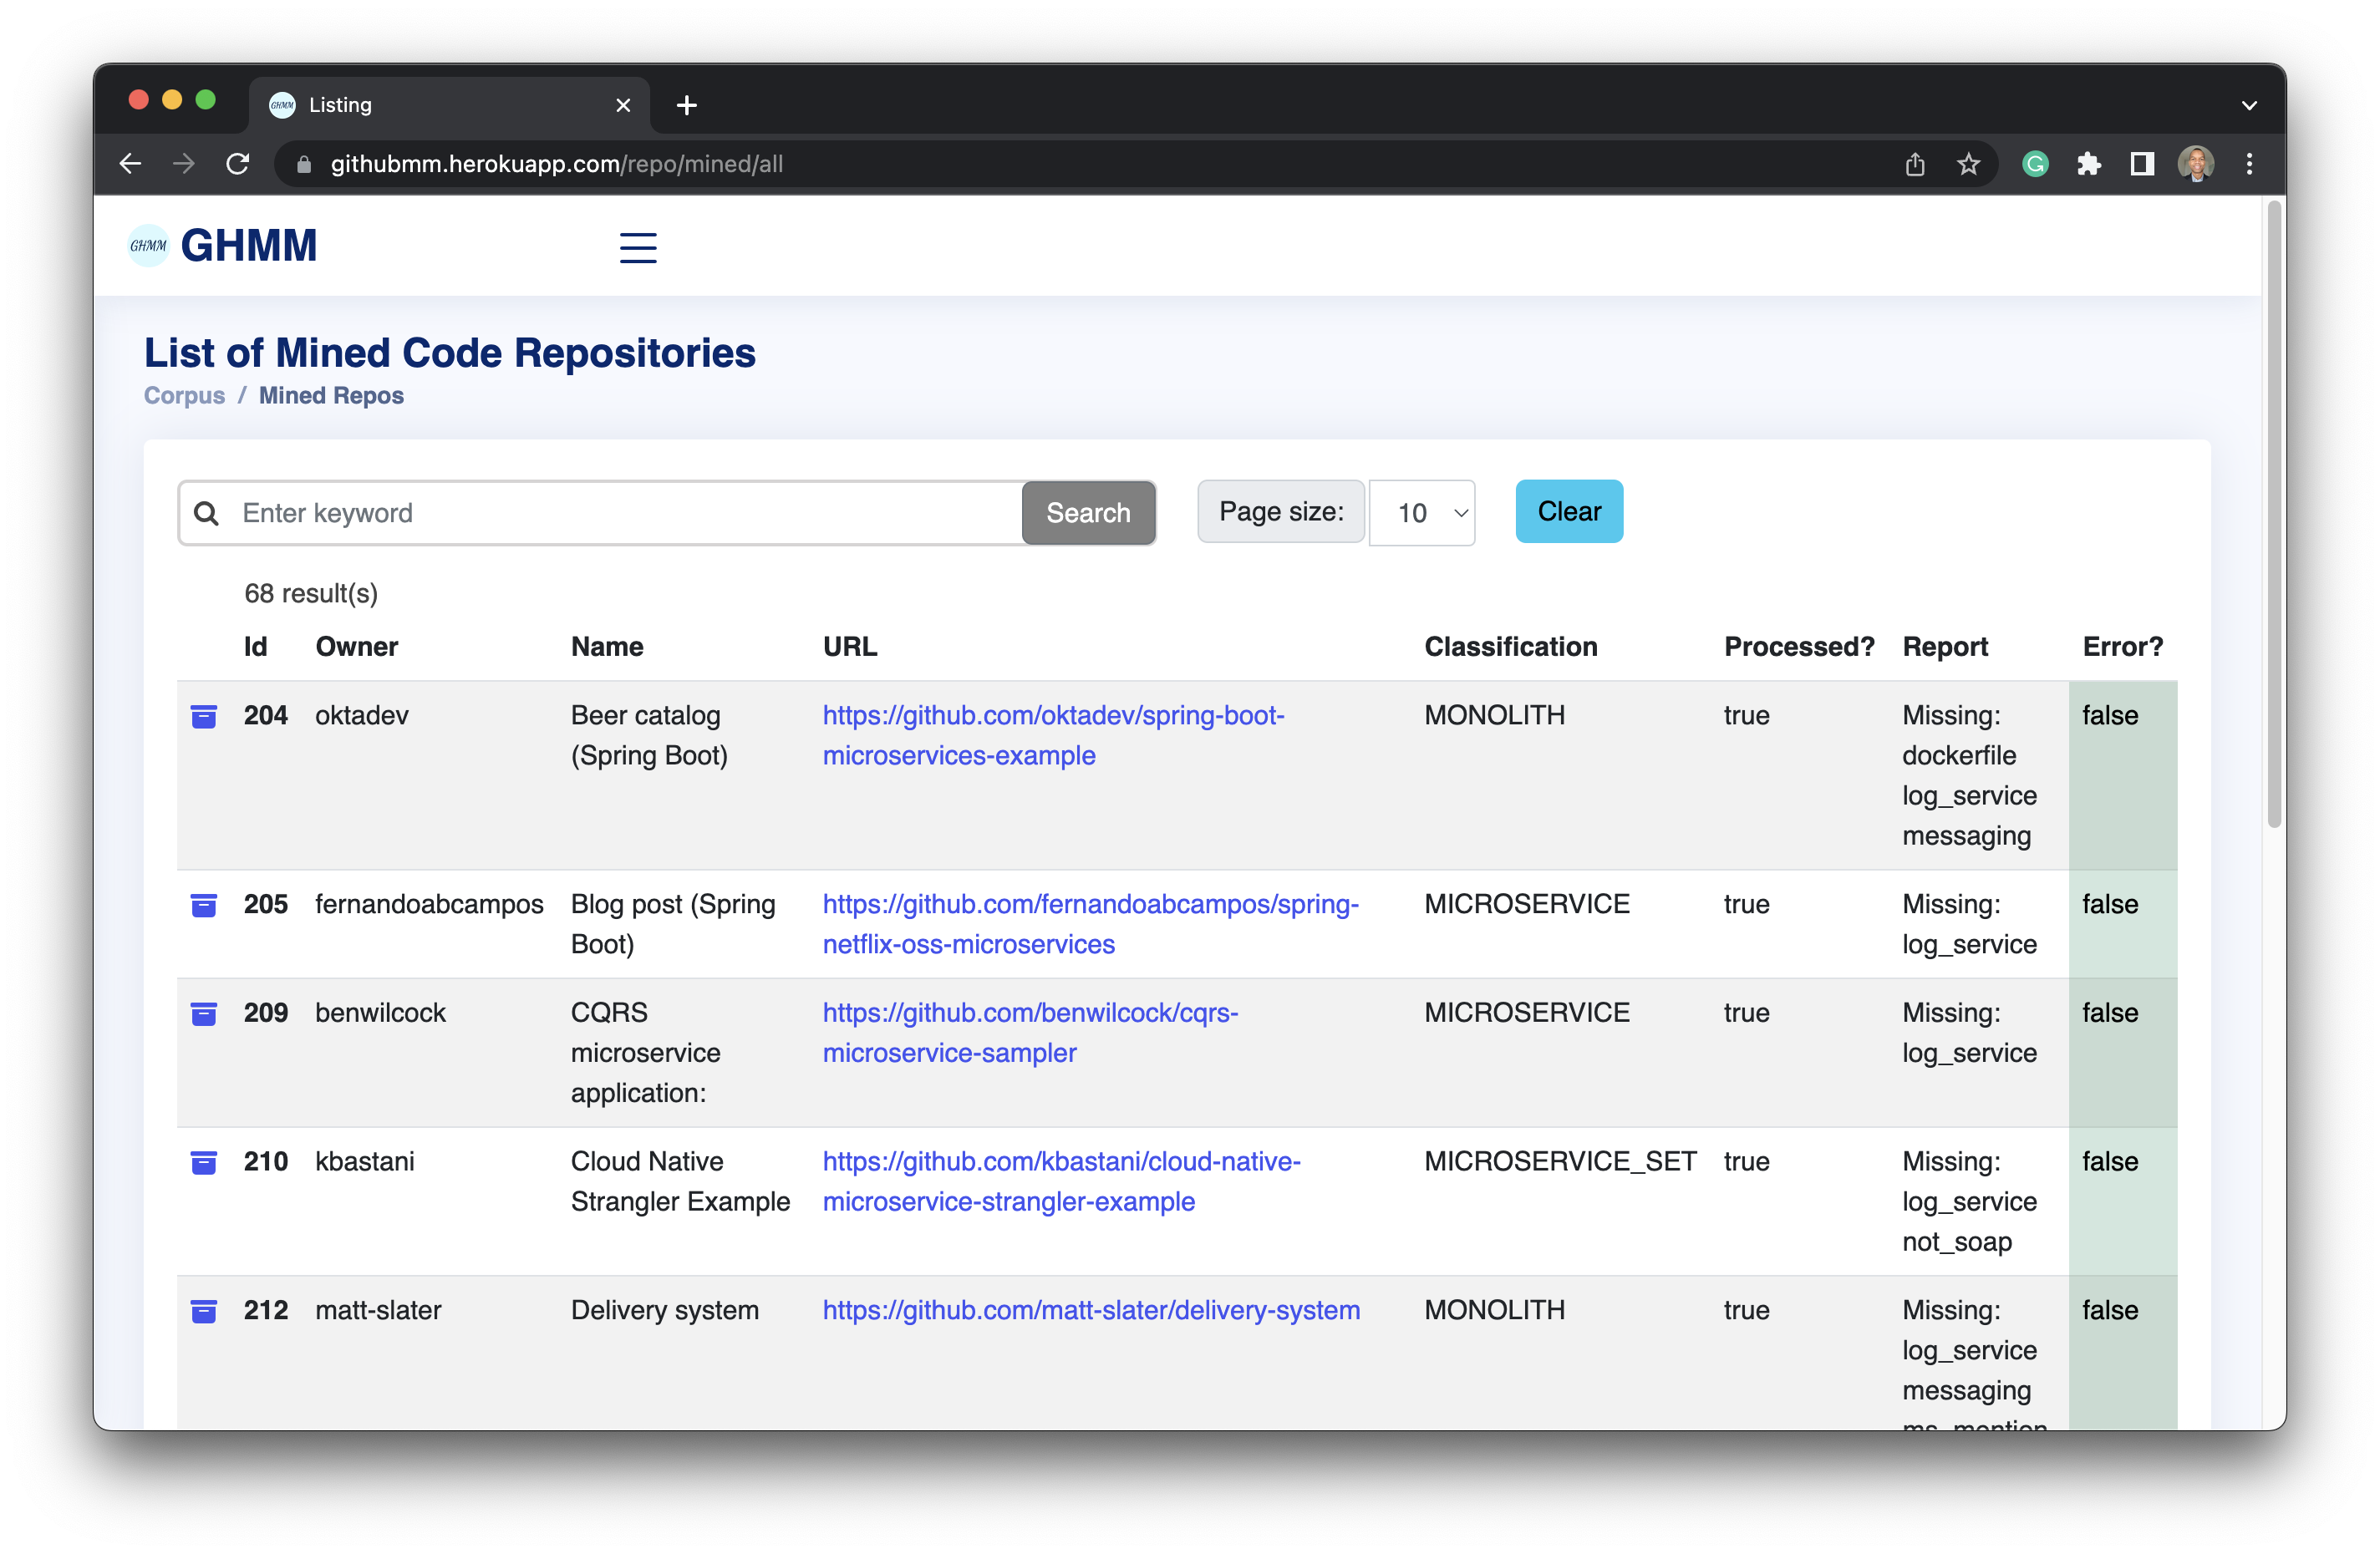 GHMM Listing
githubmm.herokuapp.com/repo/mined/all
G
GHMM GHMM
List of Mined Code Repositories
Corpus / Mined Repos
Enter keyword Search Page size: 10 Clear
68 result(s)
Id Owner Name URL Classification Processed? Report Error?
204 oktadev Beer catalog https://github.com/oktadev/spring-boot- MONOLITH true Missing: false
(Spring Boot) microservices-example dockerfile
log_service
messaging
205 fernandoabcampos Blog post (Spring https://github.com/fernandoabcampos/spring- MICROSERVICE true Missing: false
Boot) netflix-oss-microservices log_service
209 benwilcock CQRS https://github.com/benwilcock/cqrs- MICROSERVICE true Missing: false
microservice microservice-sampler log_service
application:
210 kbastani Cloud Native https://github.com/kbastani/cloud-native- MICROSERVICE_SET true Missing: false
Strangler Example microservice-strangler-example log_service
not_soap
212 matt-slater Delivery system https://github.com/matt-slater/delivery-system MONOLITH true Missing: false
log_service
messaging
ms_mention